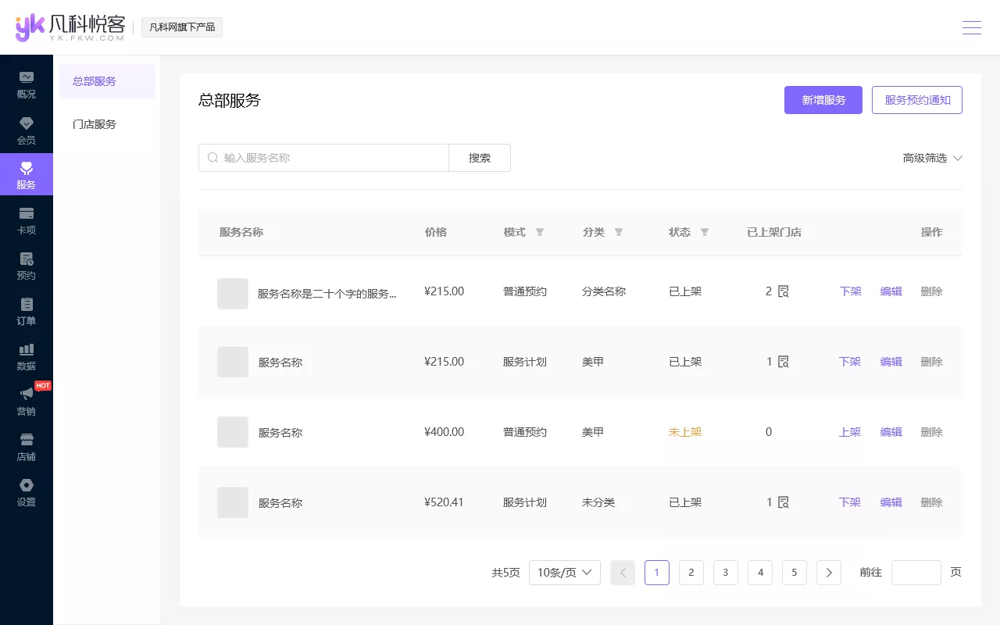 yk 凡科悦客
YK.FKW.COM
凡科网旗下产品
概况
会员
服务
卡项
预约
订单
数据
HOT
营销
店铺
设置
总部服务
门店服务
总部服务
新增服务
服务预约通知
输入服务名称
搜索
高级筛选
服务名称 价格 模式 分类 状态 已上架门店 操作
服务名称是二十个字的服务... ¥215.00 普通预约 分类名称 已上架 2 下架 编辑 删除
服务名称 ¥215.00 服务计划 美甲 已上架 1 下架 编辑 删除
服务名称 ¥400.00 普通预约 美甲 未上架 0 上架 编辑 删除
服务名称 ¥520.41 服务计划 未分类 已上架 1 下架 编辑 删除
共5页 10条/页 1 2 3 4 5 前往 页